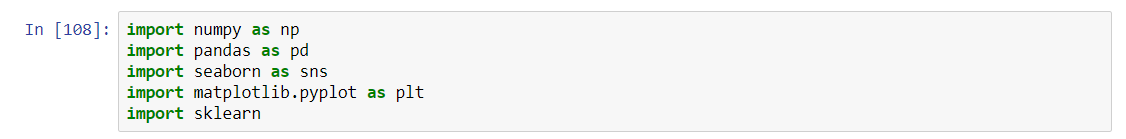 In [108]: import numpy as np
import pandas as pd
import seaborn as sns
import matplotlib.pyplot as plt
import sklearn